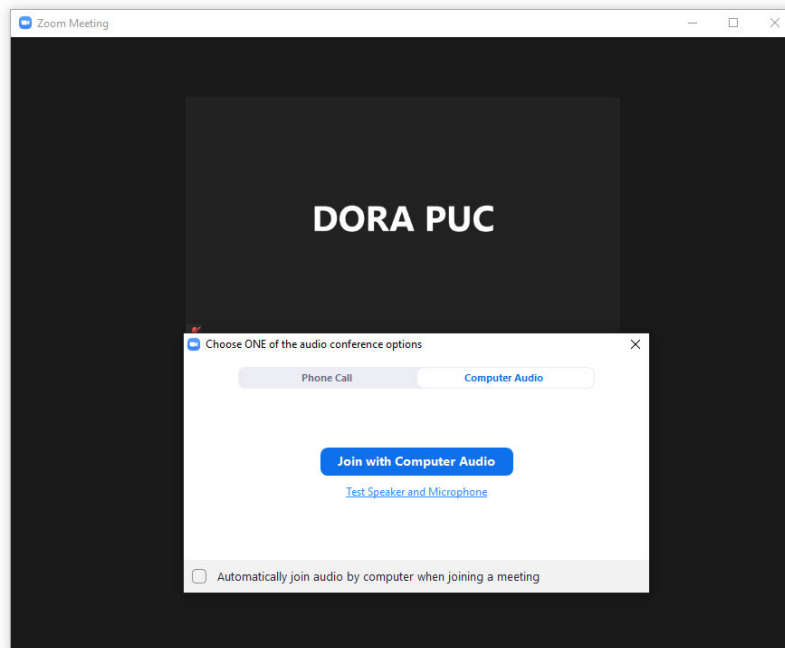 Zoom Meeting
DORA PUC
Choose ONE of the audio conference options
Phone Call
Computer Audio
Join with Computer Audio
Test Speaker and Microphone
Automatically join audio by computer when joining a meeting